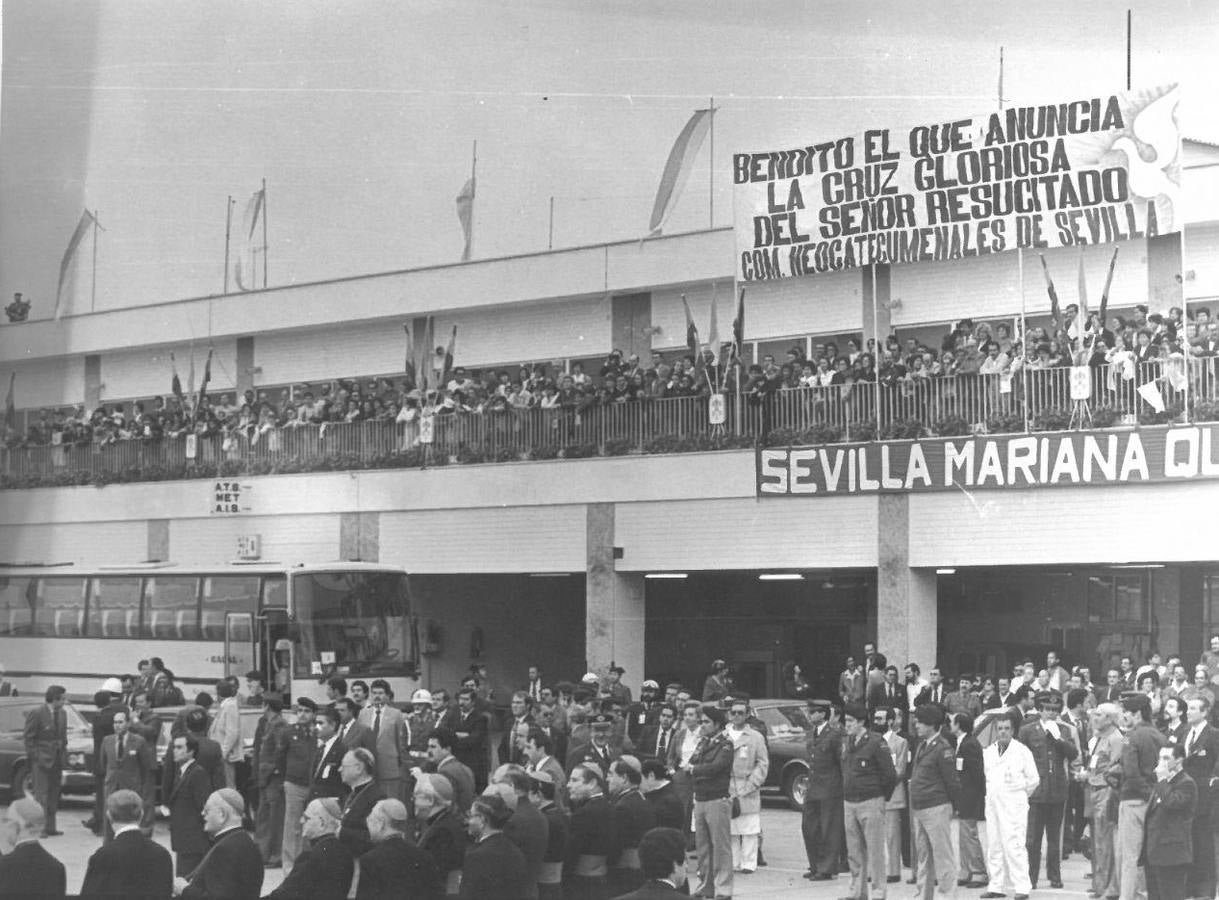 BENDITO EL QUE ANUNCIA
LA CRUZ GLORIOSA
DEL SEÑOR RESUCITADO
COM. NEOCATECUMENALES DE SEVILLA
SEVILLA MARIANA QU
A.T.S.
MET
A.I.S.